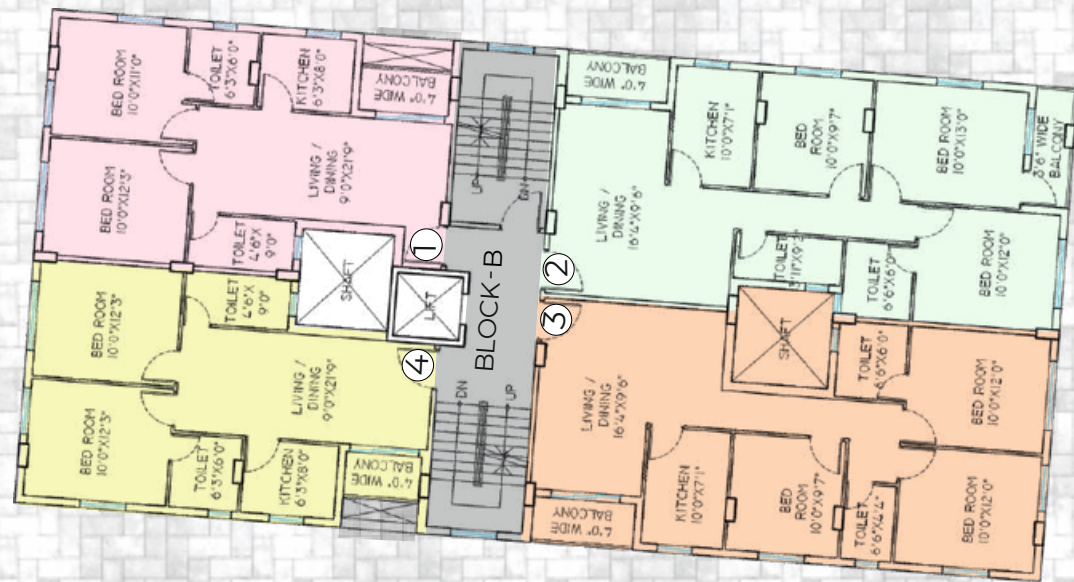 BED ROOM
10'0"X11'0"
TOILET
6'3"X6'0"
KITCHEN
6'3"X8'0"
4'0" WIDE
BALCONY
BED ROOM
10'0"X12'3"
LIVING /
DINING
9'0"X21'9"
TOILET
4'6"X
9'0"
1
UP
DN
4'0" WIDE
BALCONY
KITCHEN
10'0"X7'1"
BED
ROOM
10'0"X9'7"
BED ROOM
10'0"X13'0"
3'6" WIDE
BALCONY
LIVING /
DINING
16'4"X9'6"
TOILET
TOILET
6'6"X6'0"
BED ROOM
10'0"X12'0"
2
SHAFT
LIFT
BLOCK-B
BED ROOM
10'0"X12'3"
TOILET
4'6"X
9'0"
4
LIVING /
DINING
9'0"X21'9"
BED ROOM
10'0"X12'3"
TOILET
6'3"X6'0"
KITCHEN
6'3"X8'0"
4'0" WIDE
BALCONY
DN
UP
3
LIVING /
DINING
16'4"X9'6"
SHAFT
TOILET
6'6"X6'0"
BED ROOM
10'0"X12'0"
4'0" WIDE
BALCONY
KITCHEN
10'0"X7'1"
BED
ROOM
10'0"X9'7"
TOILET
6'6"X4'4"
BED ROOM
10'0"X12'0"